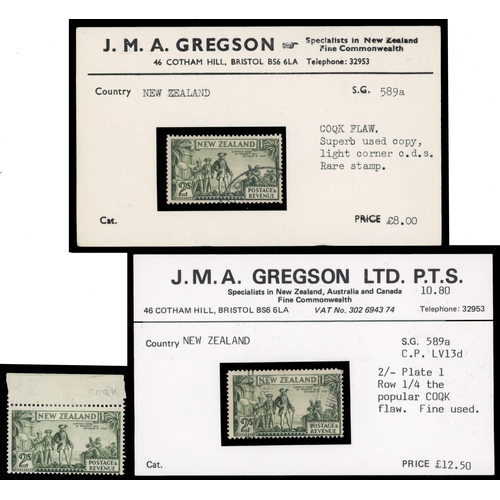 J. M. A. GREGSON ☞ Specialists in New Zealand
Fine Commonwealth
46 COTHAM HILL, BRISTOL BS6 6LA Telephone: 32953
Country NEW ZEALAND S.G. 589a
COQK FLAW.
Superb used copy,
light corner c.d.s.
Rare stamp.
NEW ZEALAND
2S POSTAGE &
REVENUE
Cat. PRICE £8.00
J. M. A. GREGSON LTD. P.T.S.
Specialists in New Zealand, Australia and Canada 10.80
Fine Commonwealth
46 COTHAM HILL, BRISTOL BS6 6LA VAT No. 302 6943 74 Telephone: 32953
Country NEW ZEALAND S.G. 589a
C.P. LV13d
2/- Plate 1
Row 1/4 the
popular COQK
flaw. Fine used.
NEW ZEALAND
2S POSTAGE &
REVENUE
Cat. PRICE £12.50
COQK
NEW ZEALAND
2S POSTAGE &
REVENUE